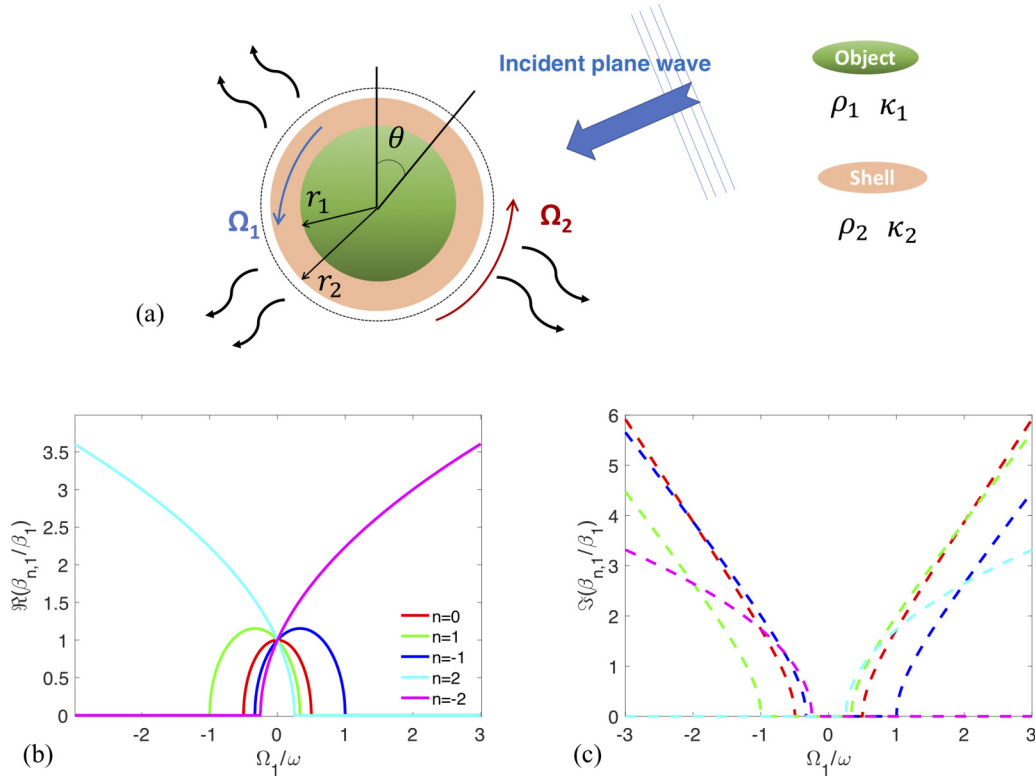 Incident plane wave
Object
ρ₁ κ₁
θ
Shell
r₁
Ω₁
Ω₂
ρ₂ κ₂
r₂
(a)
ℜ(βn,1/β1)
3.5
3
2.5
2
1.5
1
0.5
0
n=0
n=1
n=-1
n=2
n=-2
-2 -1 0 1 2 3
Ω1/ω
(b)
ℑ(βn,1/β1)
6
5
4
3
2
1
0
-3 -2 -1 0 1 2 3
Ω1/ω
(c)